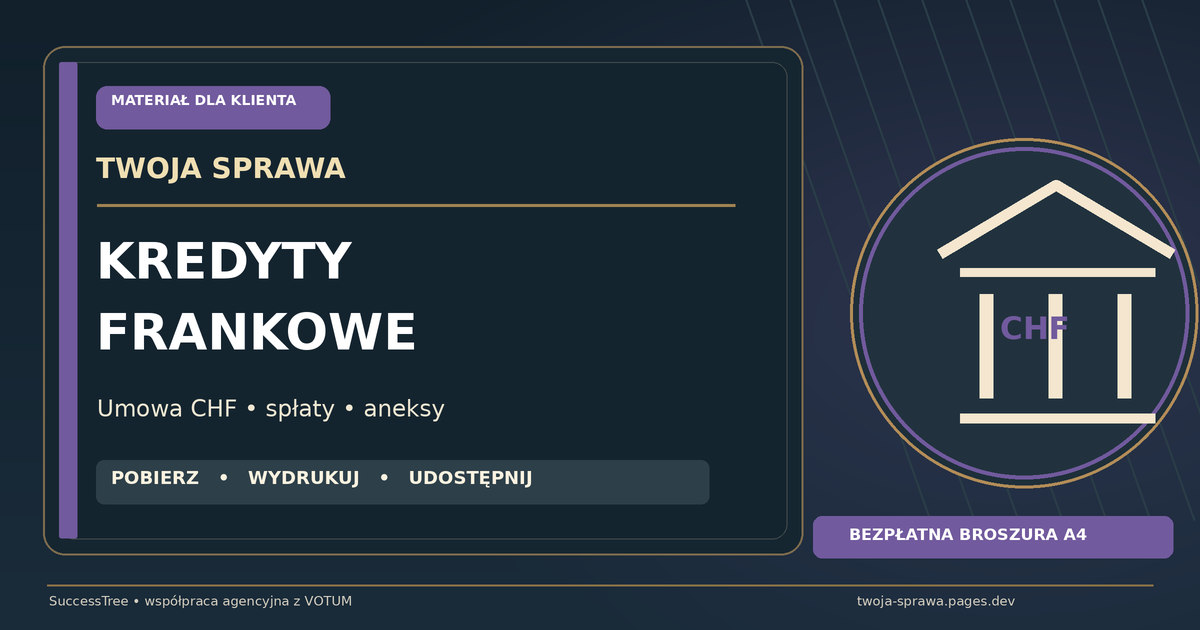 MATERIAŁ DLA KLIENTA
TWOJA SPRAWA
KREDYTY
FRANKOWE
Umowa CHF • spłaty • aneksy
POBIERZ • WYDRUKUJ • UDOSTĘPNIJ
CHF
BEZPŁATNA BROSZURA A4
SuccessTree • współpraca agencyjna z VOTUM
twoja-sprawa.pages.dev